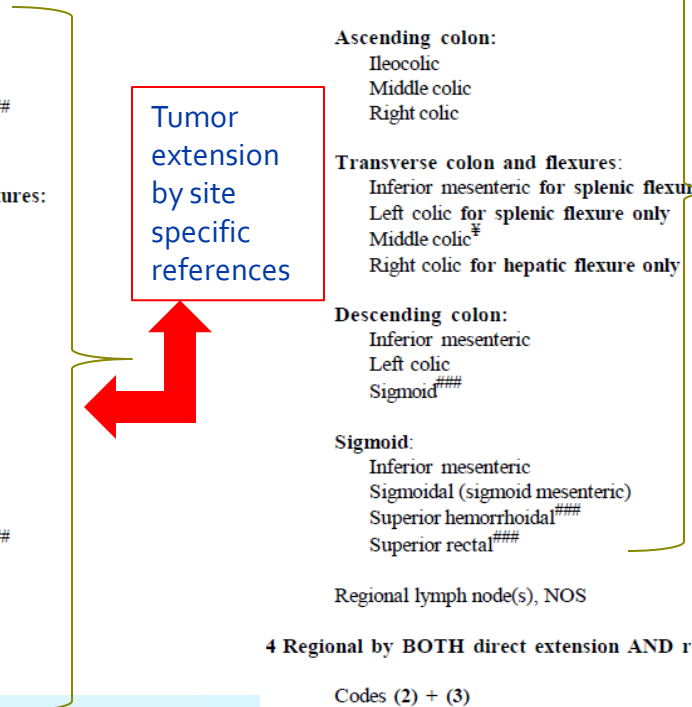 ##
tures:
##
Tumor
extension
by site
specific
references
Ascending colon:
Ileocolic
Middle colic
Right colic
Transverse colon and flexures:
Inferior mesenteric for splenic flexur
Left colic for splenic flexure only
Middle colic¥
Right colic for hepatic flexure only
Descending colon:
Inferior mesenteric
Left colic
Sigmoid###
Sigmoid:
Inferior mesenteric
Sigmoidal (sigmoid mesenteric)
Superior hemorrhoidal###
Superior rectal###
Regional lymph node(s), NOS
4 Regional by BOTH direct extension AND r
Codes (2) + (3)